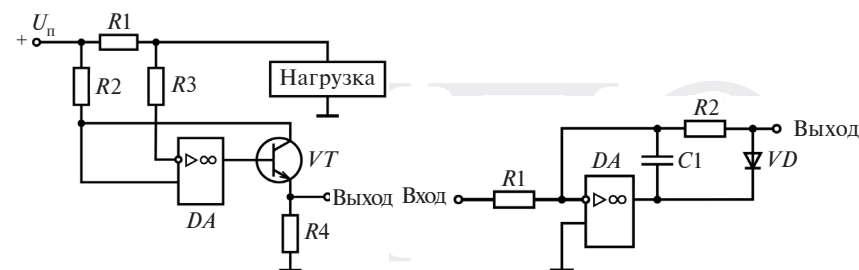 Uп R1
+
R2 R3 Нагрузка
▷∞ VT
DA
Выход
R4
R2
Выход
DA C1 VD
Вход R1
▷∞